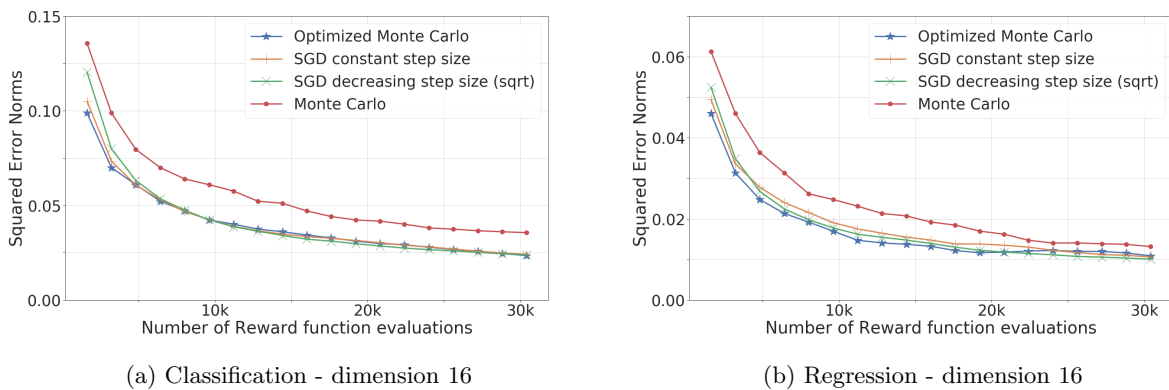 0.15
0.10
0.05
0.00
Squared Error Norms
Optimized Monte Carlo
SGD constant step size
SGD decreasing step size (sqrt)
Monte Carlo
10k
20k
30k
Number of Reward function evaluations
(a) Classification - dimension 16
0.06
0.04
0.02
0.00
Squared Error Norms
Optimized Monte Carlo
SGD constant step size
SGD decreasing step size (sqrt)
Monte Carlo
10k
20k
30k
Number of Reward function evaluations
(b) Regression - dimension 16